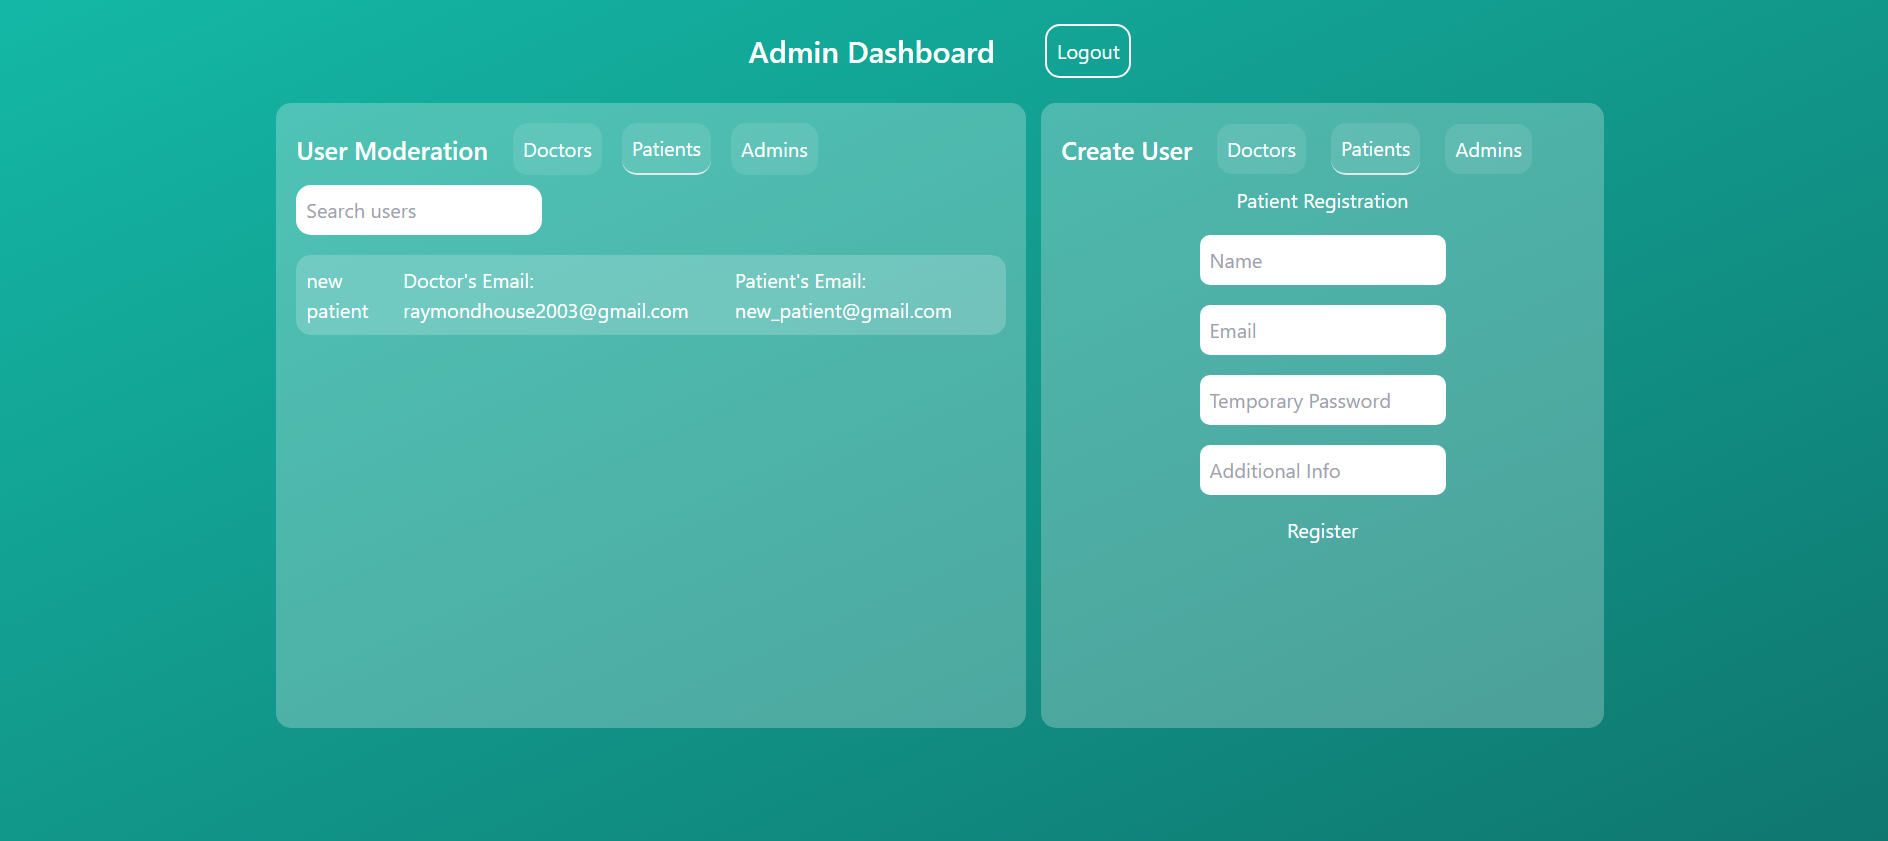 Admin Dashboard Logout
User Moderation Doctors Patients Admins
Search users
new Doctor's Email: Patient's Email:
patient raymondhouse2003@gmail.com new_patient@gmail.com
Create User Doctors Patients Admins
Patient Registration
Name
Email
Temporary Password
Additional Info
Register